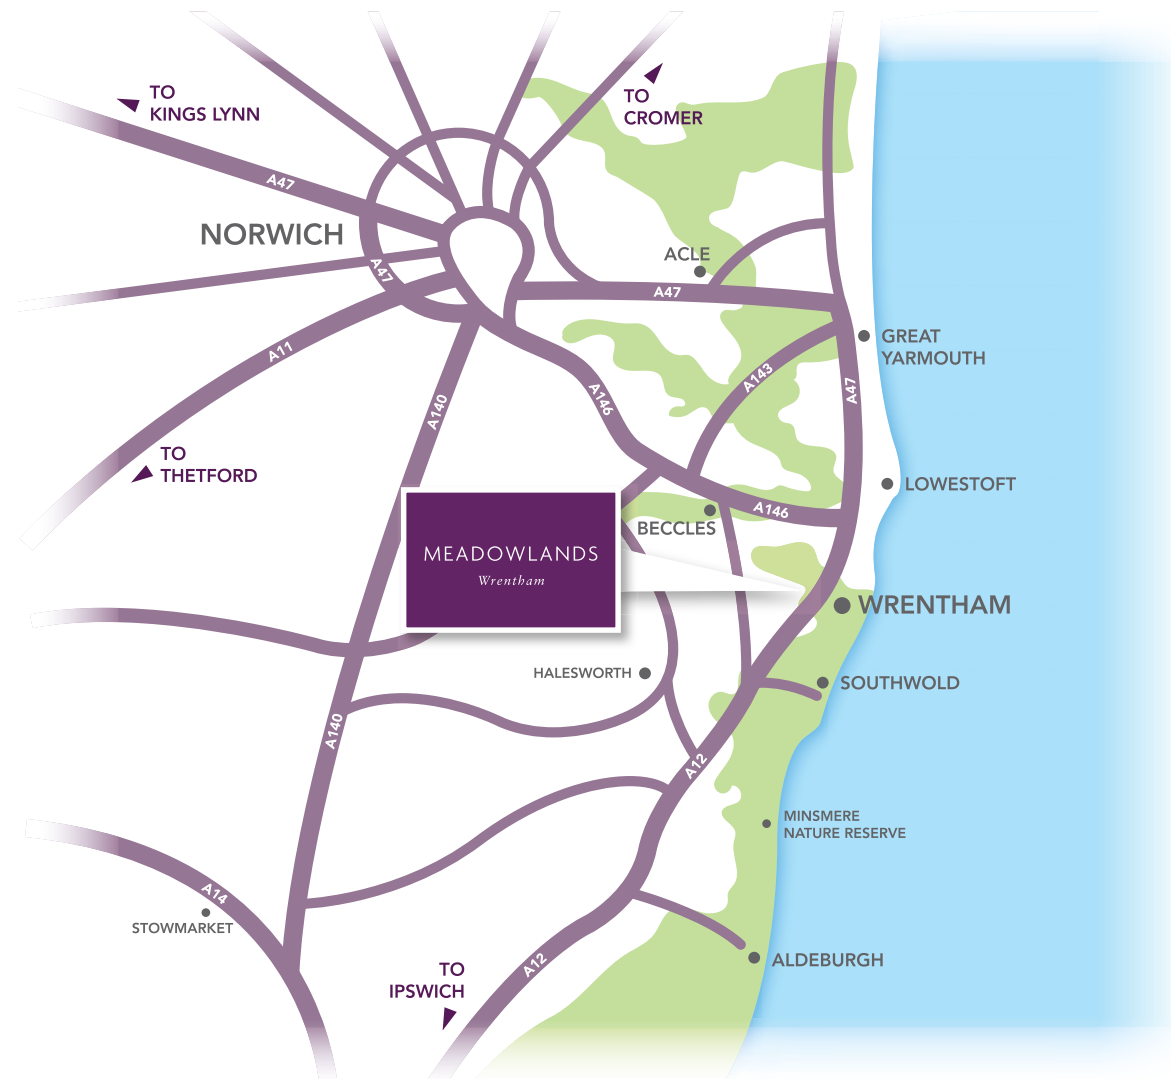 TO
KINGS LYNN
TO
CROMER
A47
NORWICH
A47
ACLE
A47
GREAT
YARMOUTH
A11
A143
A47
A140
A146
TO
THETFORD
LOWESTOFT
A146
BECCLES
MEADOWLANDS
Wrentham
WRENTHAM
HALESWORTH
SOUTHWOLD
A140
A12
MINSMERE
NATURE RESERVE
A14
STOWMARKET
A12
ALDEBURGH
TO
IPSWICH